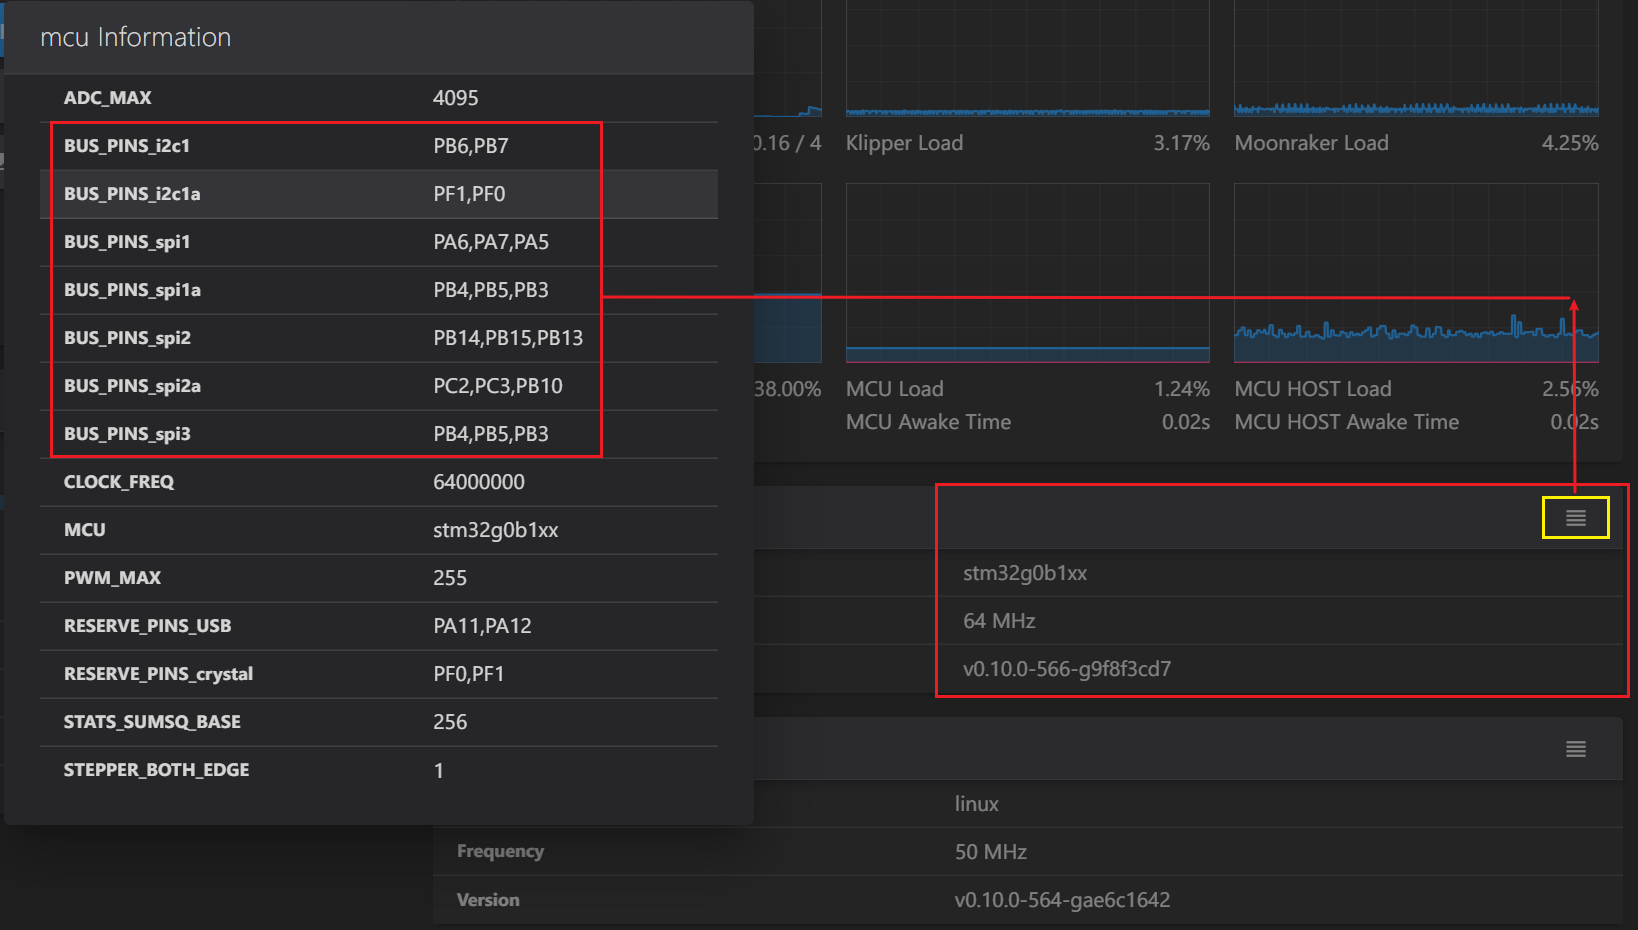 mcu Information
ADC_MAX 4095
BUS_PINS_i2c1 PB6,PB7
BUS_PINS_i2c1a PF1,PF0
BUS_PINS_spi1 PA6,PA7,PA5
BUS_PINS_spi1a PB4,PB5,PB3
BUS_PINS_spi2 PB14,PB15,PB13
BUS_PINS_spi2a PC2,PC3,PB10
BUS_PINS_spi3 PB4,PB5,PB3
CLOCK_FREQ 64000000
MCU stm32g0b1xx
PWM_MAX 255
RESERVE_PINS_USB PA11,PA12
RESERVE_PINS_crystal PF0,PF1
STATS_SUMSQ_BASE 256
STEPPER_BOTH_EDGE 1
0.16 / 4 Klipper Load 3.17% Moonraker Load 4.25%
38.00% MCU Load 1.24% MCU HOST Load 2.56%
MCU Awake Time 0.02s MCU HOST Awake Time 0.02s
stm32g0b1xx
64 MHz
v0.10.0-566-g9f8f3cd7
linux
Frequency 50 MHz
Version v0.10.0-564-gae6c1642